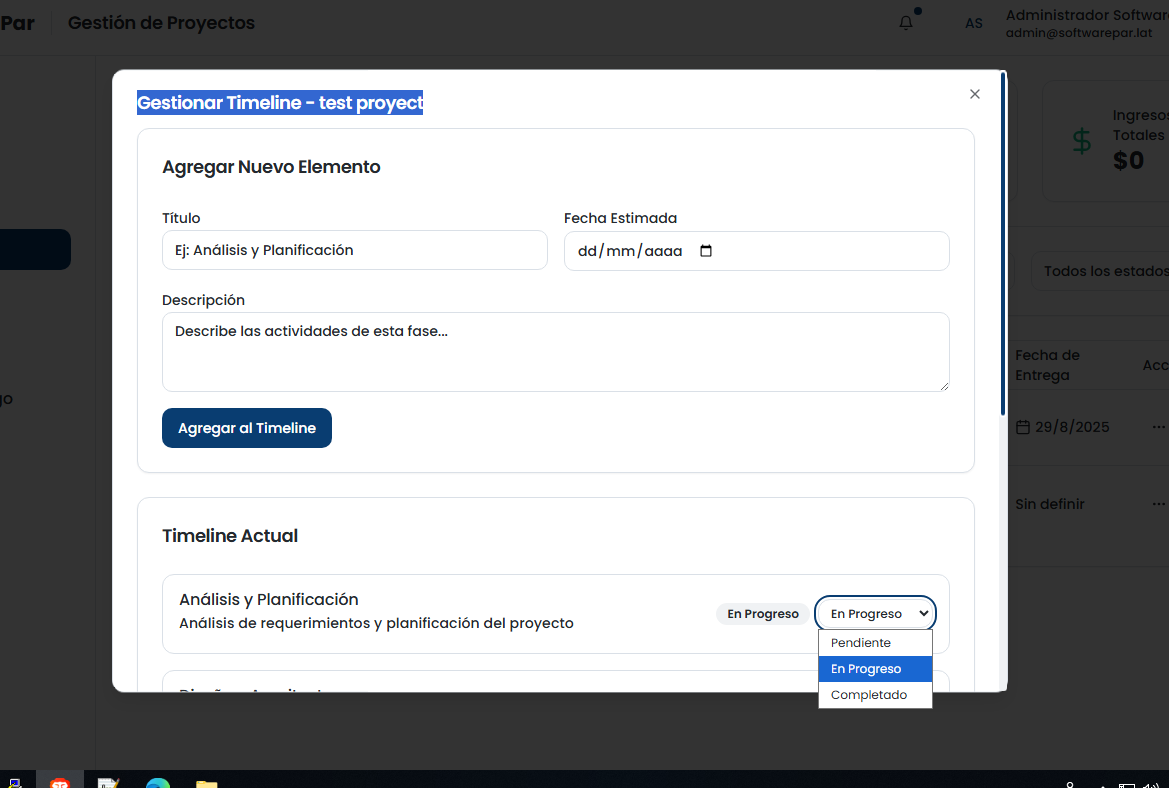 Par
Gestión de Proyectos
AS
Administrador Softwar
admin@softwarepar.lat
Gestionar Timeline - test proyect
Ingresos
Totales
$0
Agregar Nuevo Elemento
Título
Fecha Estimada
Ej: Análisis y Planificación
dd/mm/aaaa
Todos los estados
Descripción
Describe las actividades de esta fase...
Fecha de
Entrega
Acc
go
Agregar al Timeline
29/8/2025
Sin definir
Timeline Actual
Análisis y Planificación
Análisis de requerimientos y planificación del proyecto
En Progreso
En Progreso
Pendiente
En Progreso
Completado